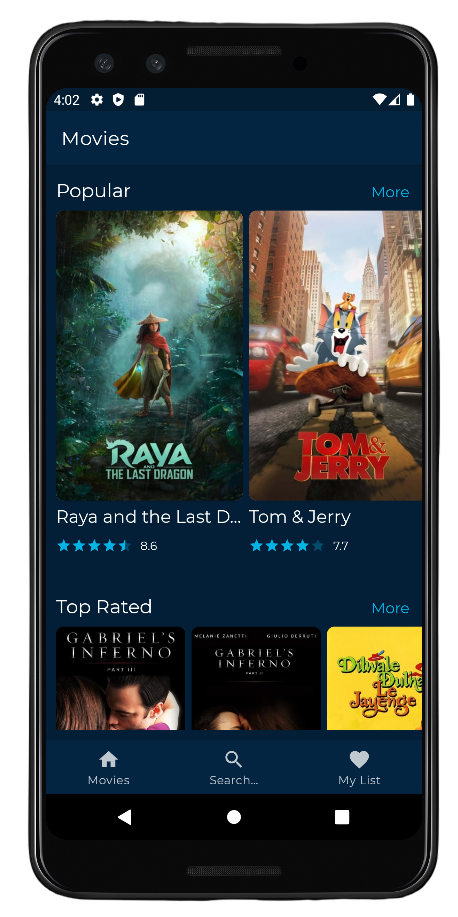 4:02
Movies
Popular
More
RAYA
AND
THE LAST DRAGON
TOM &
JERRY
Raya and the Last D...
Tom & Jerry
8.6
7.7
Top Rated
More
GABRIEL'S
INFERNO
PART III
MELANIE ZANETTI GIULIO BERRUTI
GABRIEL'S
INFERNO
PART II
Dilwale
Dulha
Le
Jayenge
Movies
Search...
My List